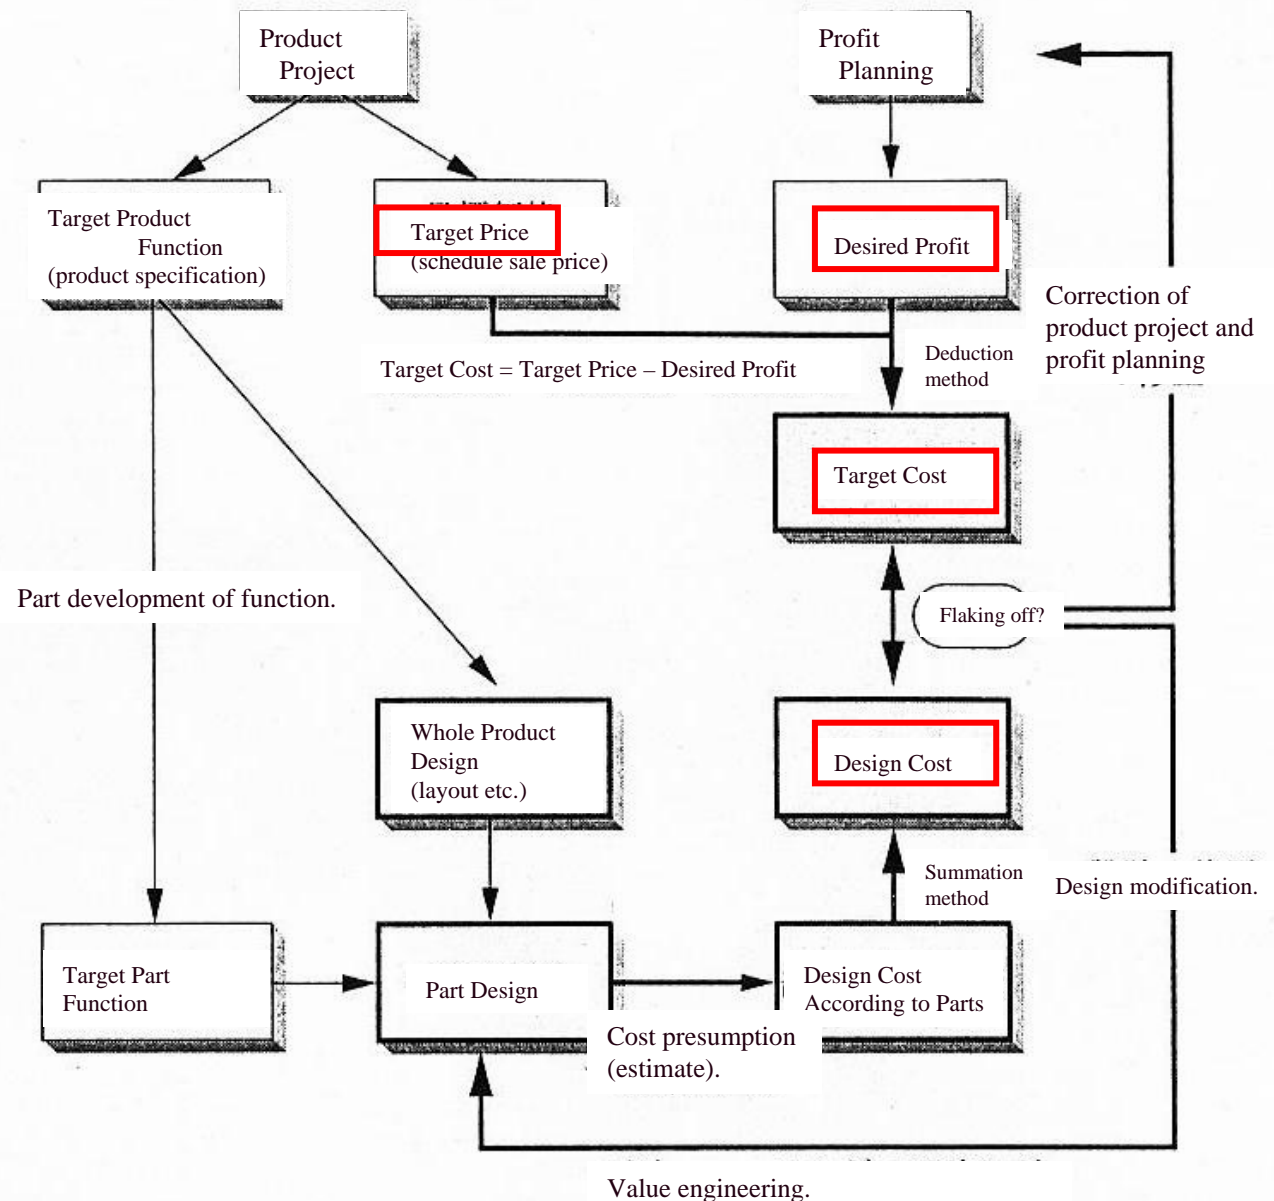 Product
Project
Profit
Planning
Target Product
Function
(product specification)
Target Price
(schedule sale price)
Desired Profit
Correction of
product project and
profit planning
Target Cost = Target Price – Desired Profit
Deduction
method
Target Cost
Part development of function.
Flaking off?
Whole Product
Design
(layout etc.)
Design Cost
Summation
method
Design modification.
Target Part
Function
Part Design
Design Cost
According to Parts
Cost presumption
(estimate).
Value engineering.